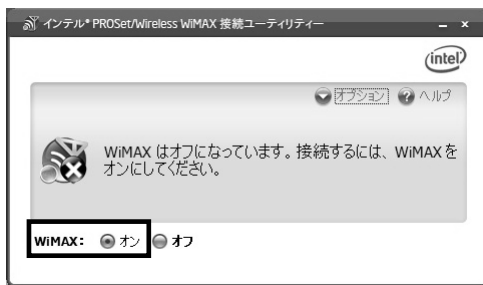 インテル® PROSet/Wireless WiMAX 接続ユーティリティー
intel
オプション ヘルプ
WiMAX はオフになっています。接続するには、WiMAX を
オンにしてください。
WiMAX： オン オフ